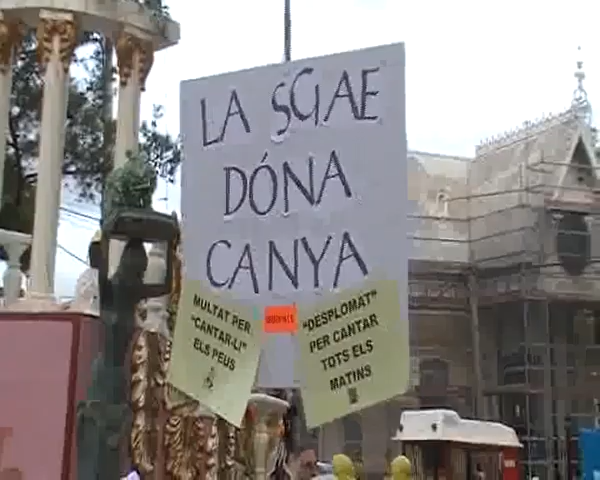 LA SGAE
DÓNA
CANYA
MULTAT PER
"CANTAR-LI"
ELS PEUS
"DESPLOMAT"
PER CANTAR
TOTS ELS
MATINS